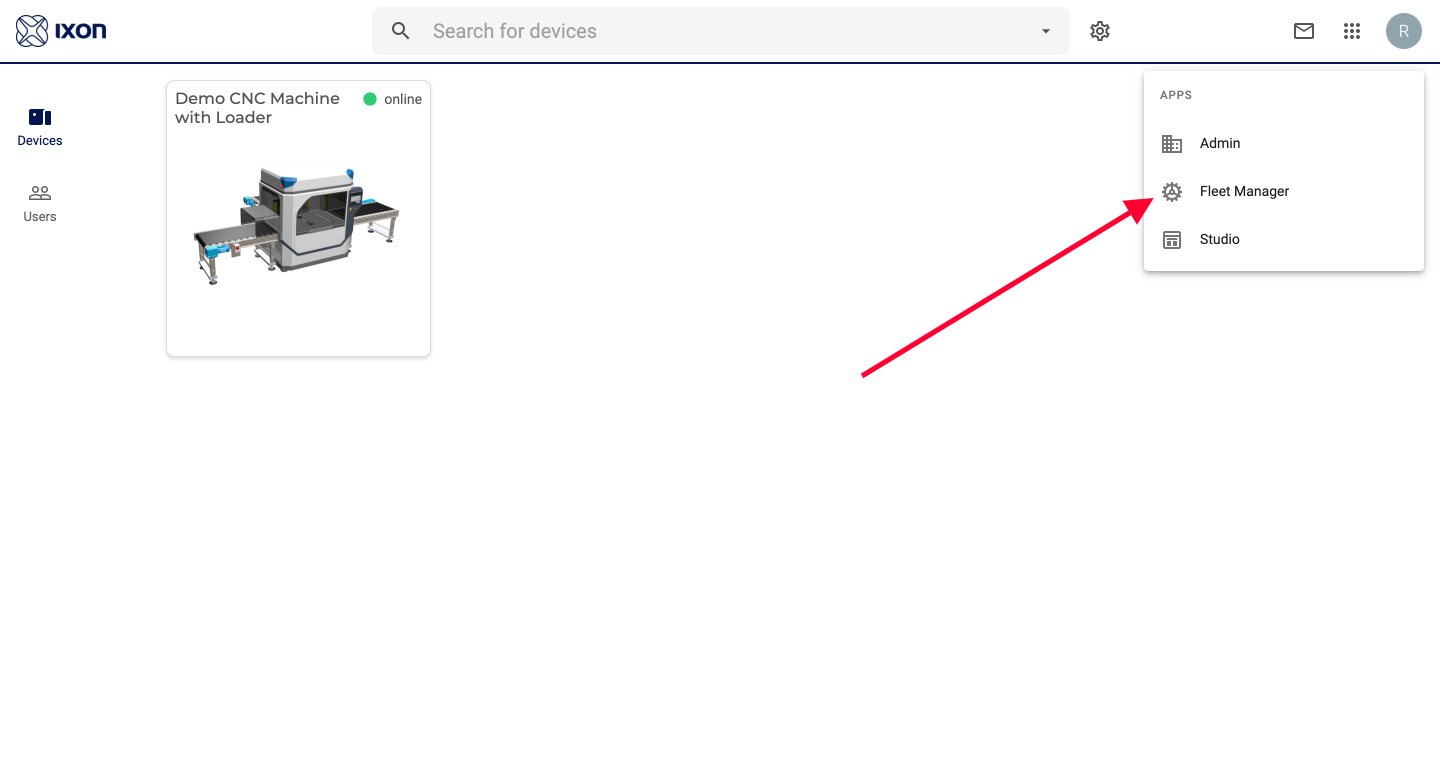 IXON
Search for devices
R
Devices
Users
Demo CNC Machine
with Loader
online
APPS
Admin
Fleet Manager
Studio